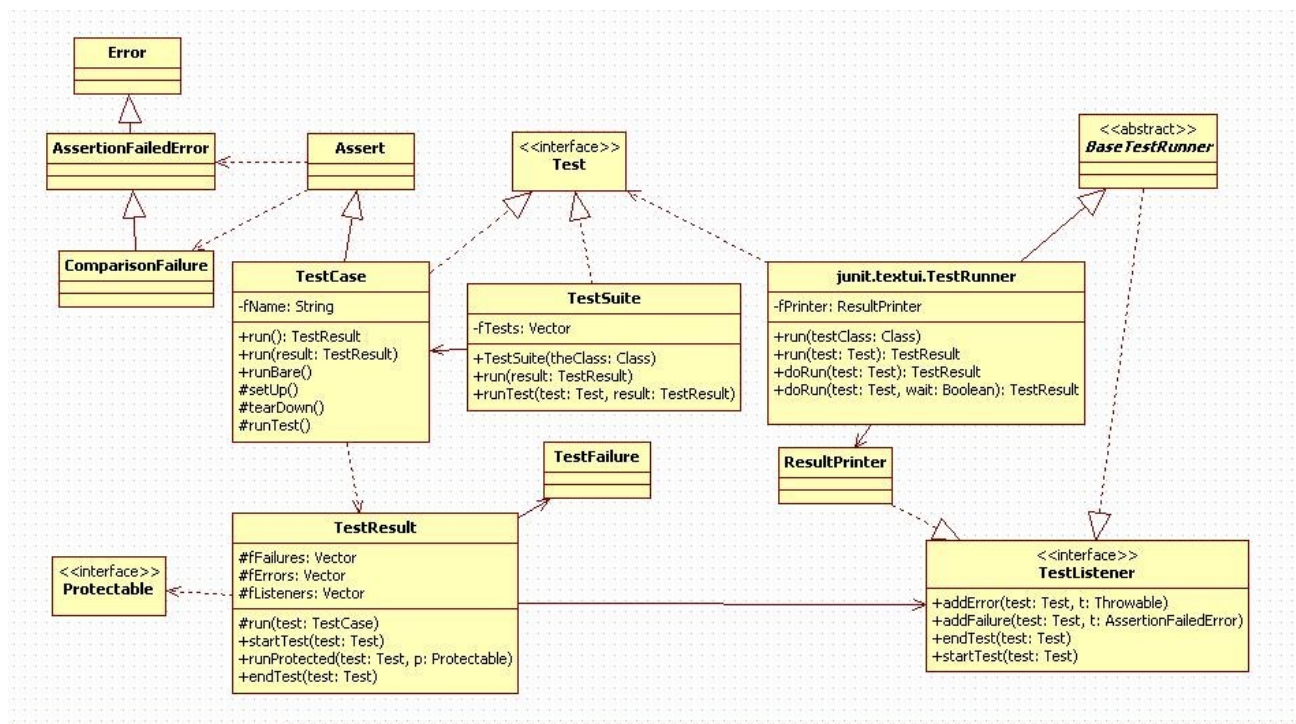 Error
AssertionFailedError
Assert
<<interface>>
Test
<<abstract>>
BaseTestRunner
ComparisonFailure
TestCase
-fName: String
+run(): TestResult
+run(result: TestResult)
+runBare()
#setUp()
#tearDown()
#runTest()
TestSuite
-fTests: Vector
+TestSuite(theClass: Class)
+run(result: TestResult)
+runTest(test: Test, result: TestResult)
junit.textui.TestRunner
-fPrinter: ResultPrinter
+run(testClass: Class)
+run(test: Test): TestResult
+doRun(test: Test): TestResult
+doRun(test: Test, wait: Boolean): TestResult
TestFailure
ResultPrinter
TestResult
#fFailures: Vector
#fErrors: Vector
#fListeners: Vector
#run(test: TestCase)
+startTest(test: Test)
+runProtected(test: Test, p: Protectable)
+endTest(test: Test)
<<interface>>
Protectable
<<interface>>
TestListener
+addError(test: Test, t: Throwable)
+addFailure(test: Test, t: AssertionFailedError)
+endTest(test: Test)
+startTest(test: Test)